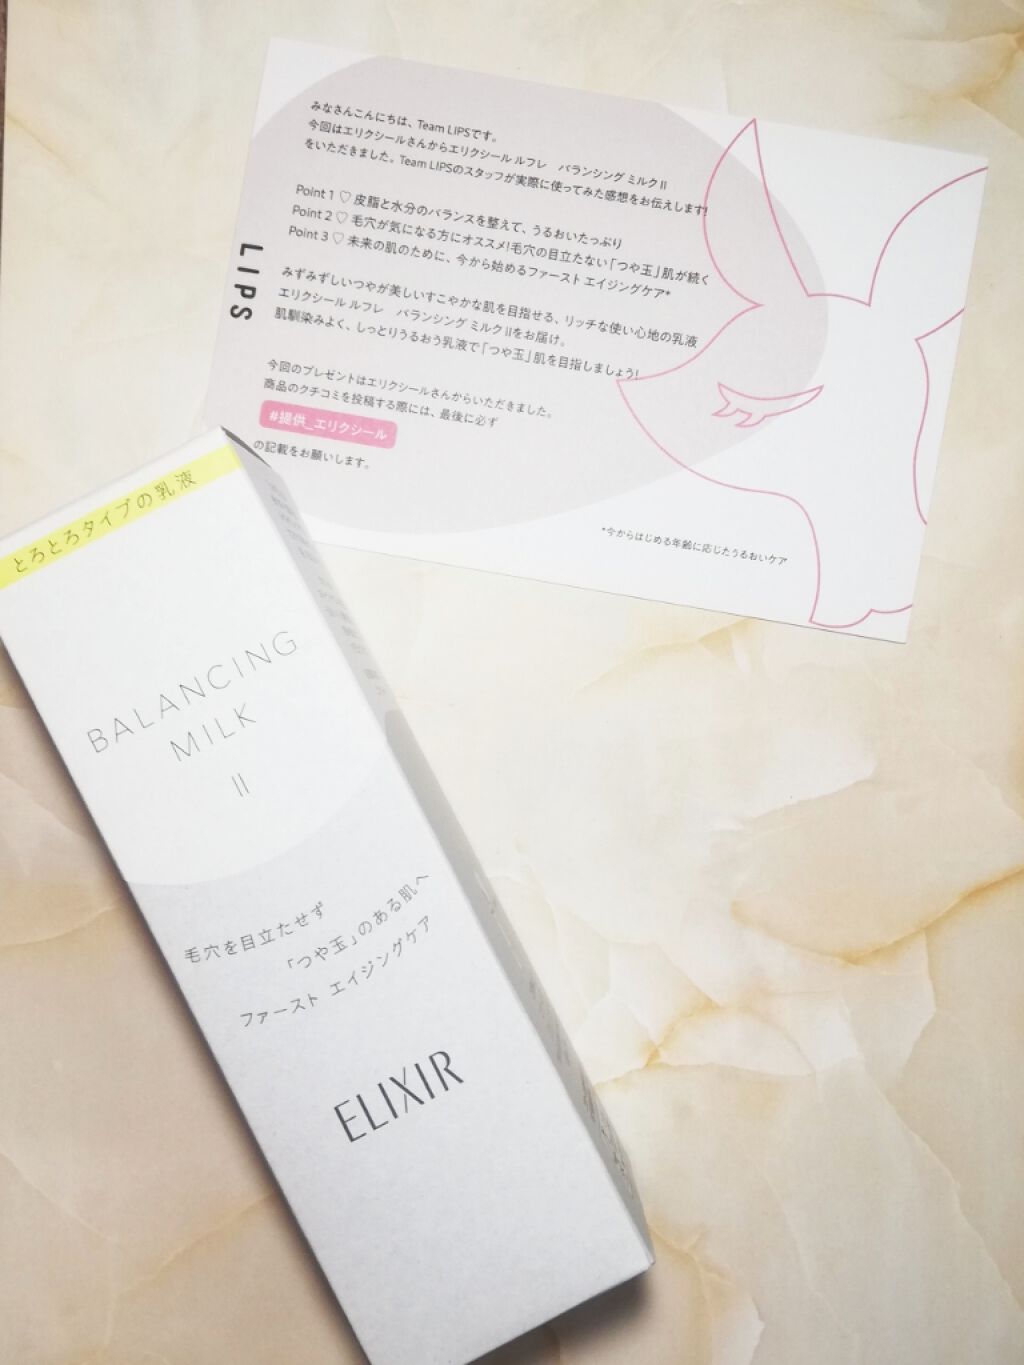 みなさんこんにちは、Team LIPSです。
今回はエリクシールさんからエリクシール ルフレ　バランシング ミルクⅡ
をいただきました。Team LIPSのスタッフが実際に使ってみた感想をお伝えします!
Point 1 ♡ 皮脂と水分のバランスを整えて、うるおいたっぷり
Point 2 ♡ 毛穴が気になる方にオススメ!毛穴の目立たない「つや玉」肌が続く
Point 3 ♡ 未来の肌のために、今から始めるファースト エイジングケア*
みずみずしいつやが美しいすこやかな肌を目指せる、リッチな使い心地の乳液
エリクシール ルフレ　バランシング ミルクⅡをお届け。
肌馴染みよく、しっとりうるおう乳液で「つや玉」肌を目指しましょう!
今回のプレゼントはエリクシールさんからいただきました。
商品のクチコミを投稿する際には、最後に必ず
#提供_エリクシール
の記載をお願いします。
*今からはじめる年齢に応じたうるおいケア
LIPS
とろとろタイプの乳液
BALANCING
MILK
Ⅱ
毛穴を目立たせず
「つや玉」のある肌へ
ファースト エイジングケア
ELIXIR